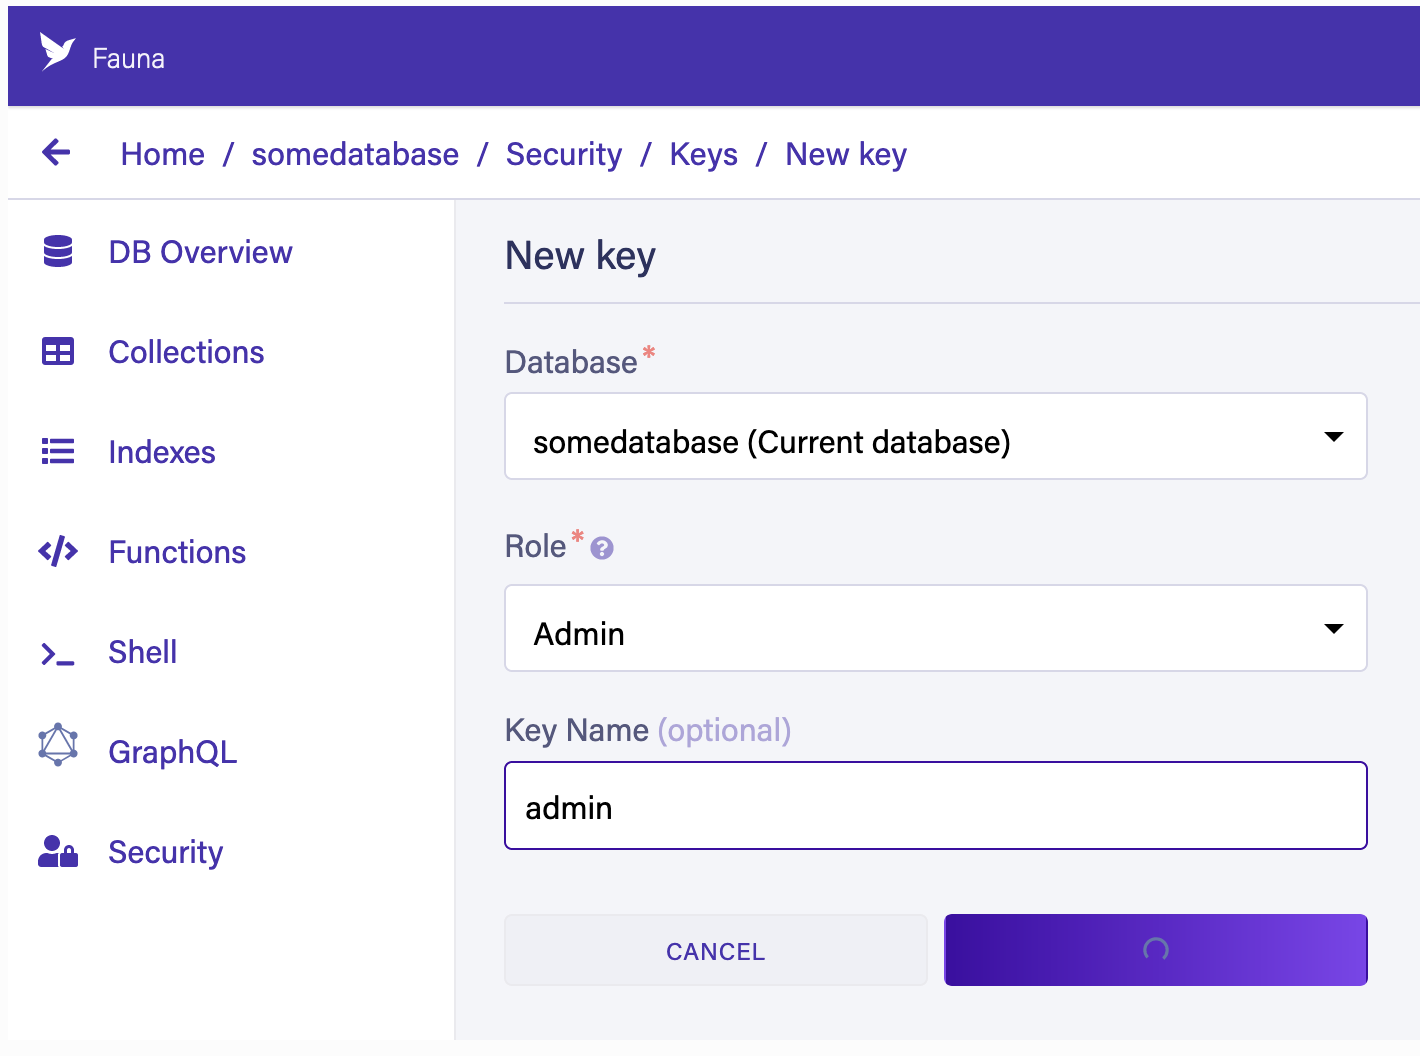 Fauna
Home / somedatabase / Security / Keys / New key
DB Overview
Collections
Indexes
Functions
Shell
GraphQL
Security
New key
Database*
somedatabase (Current database)
Role* ?
Admin
Key Name (optional)
admin
CANCEL